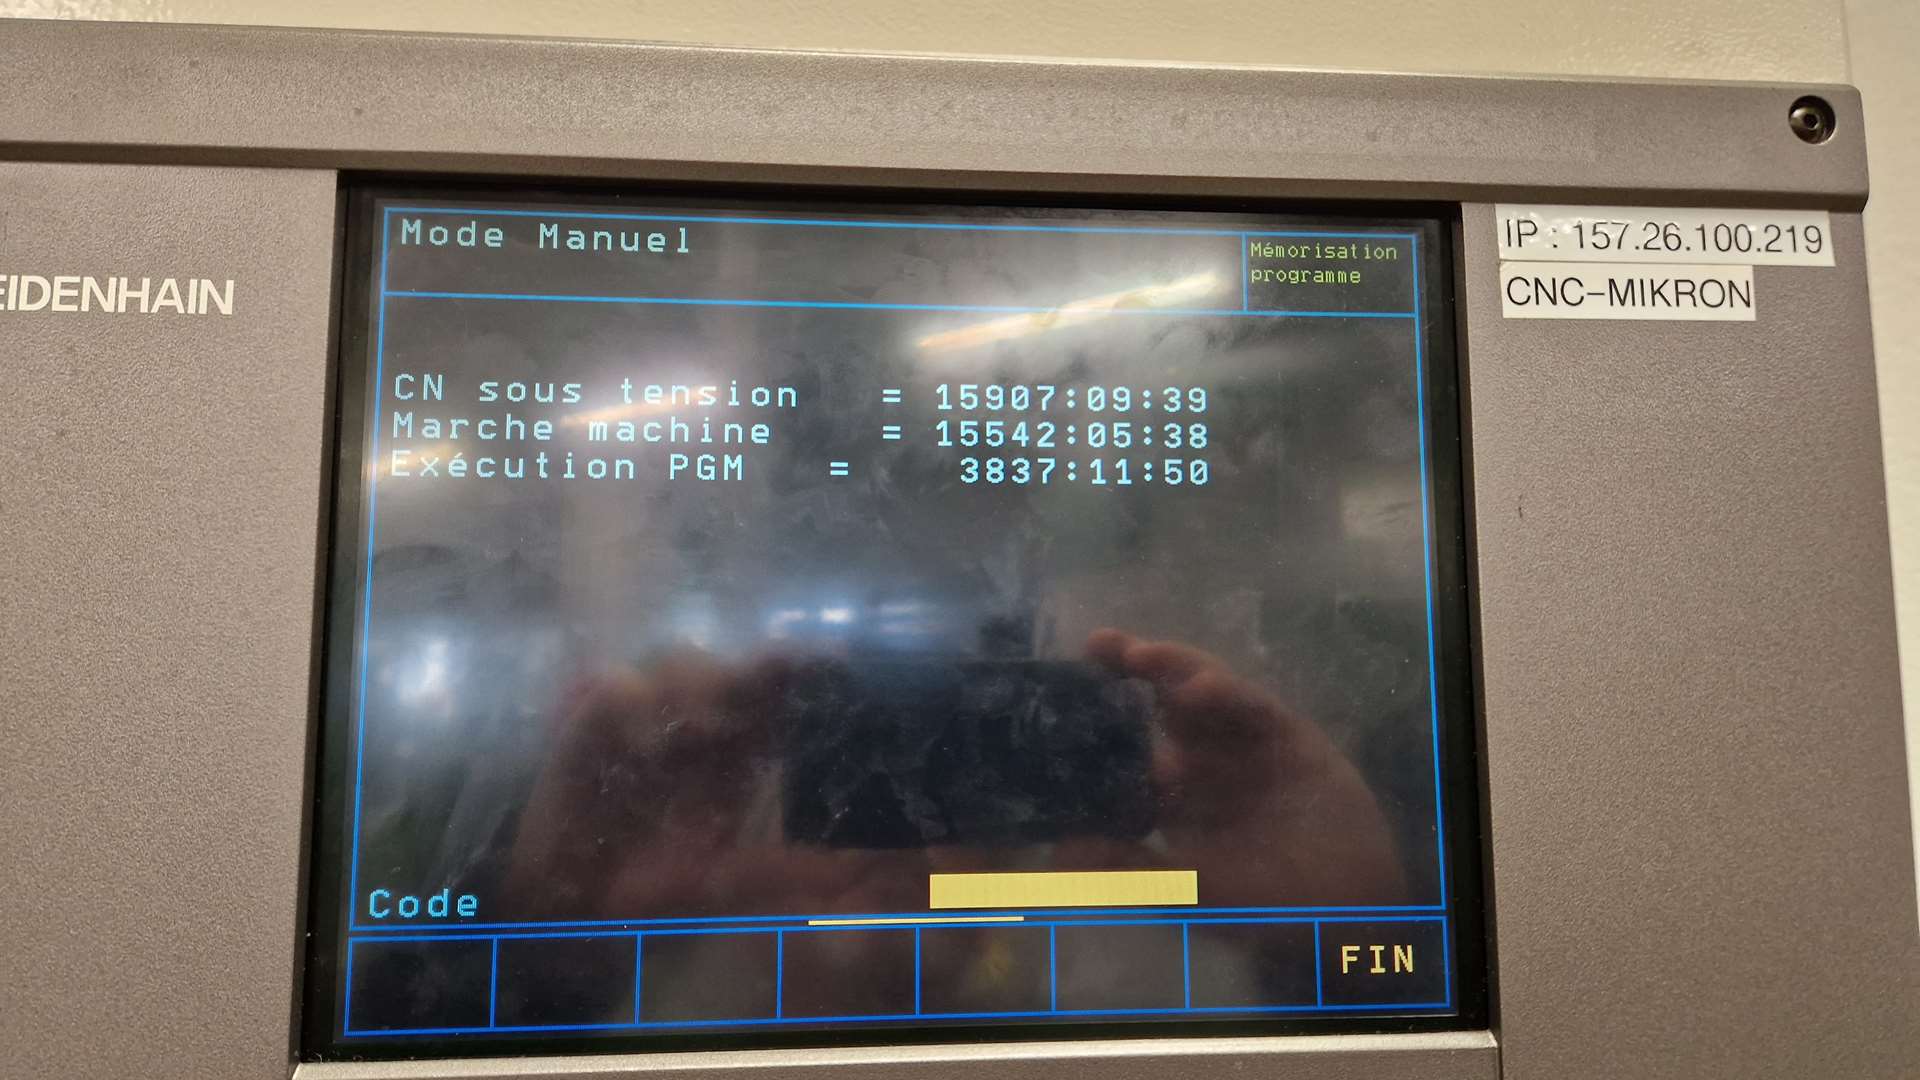 Mode Manuel
Mémorisation
programme
IP : 157.26.100.219
CNC-MIKRON
EIDENHAIN
CN sous tension = 15907:09:39
Marche machine = 15542:05:38
Exécution PGM = 3837:11:50
Code
FIN